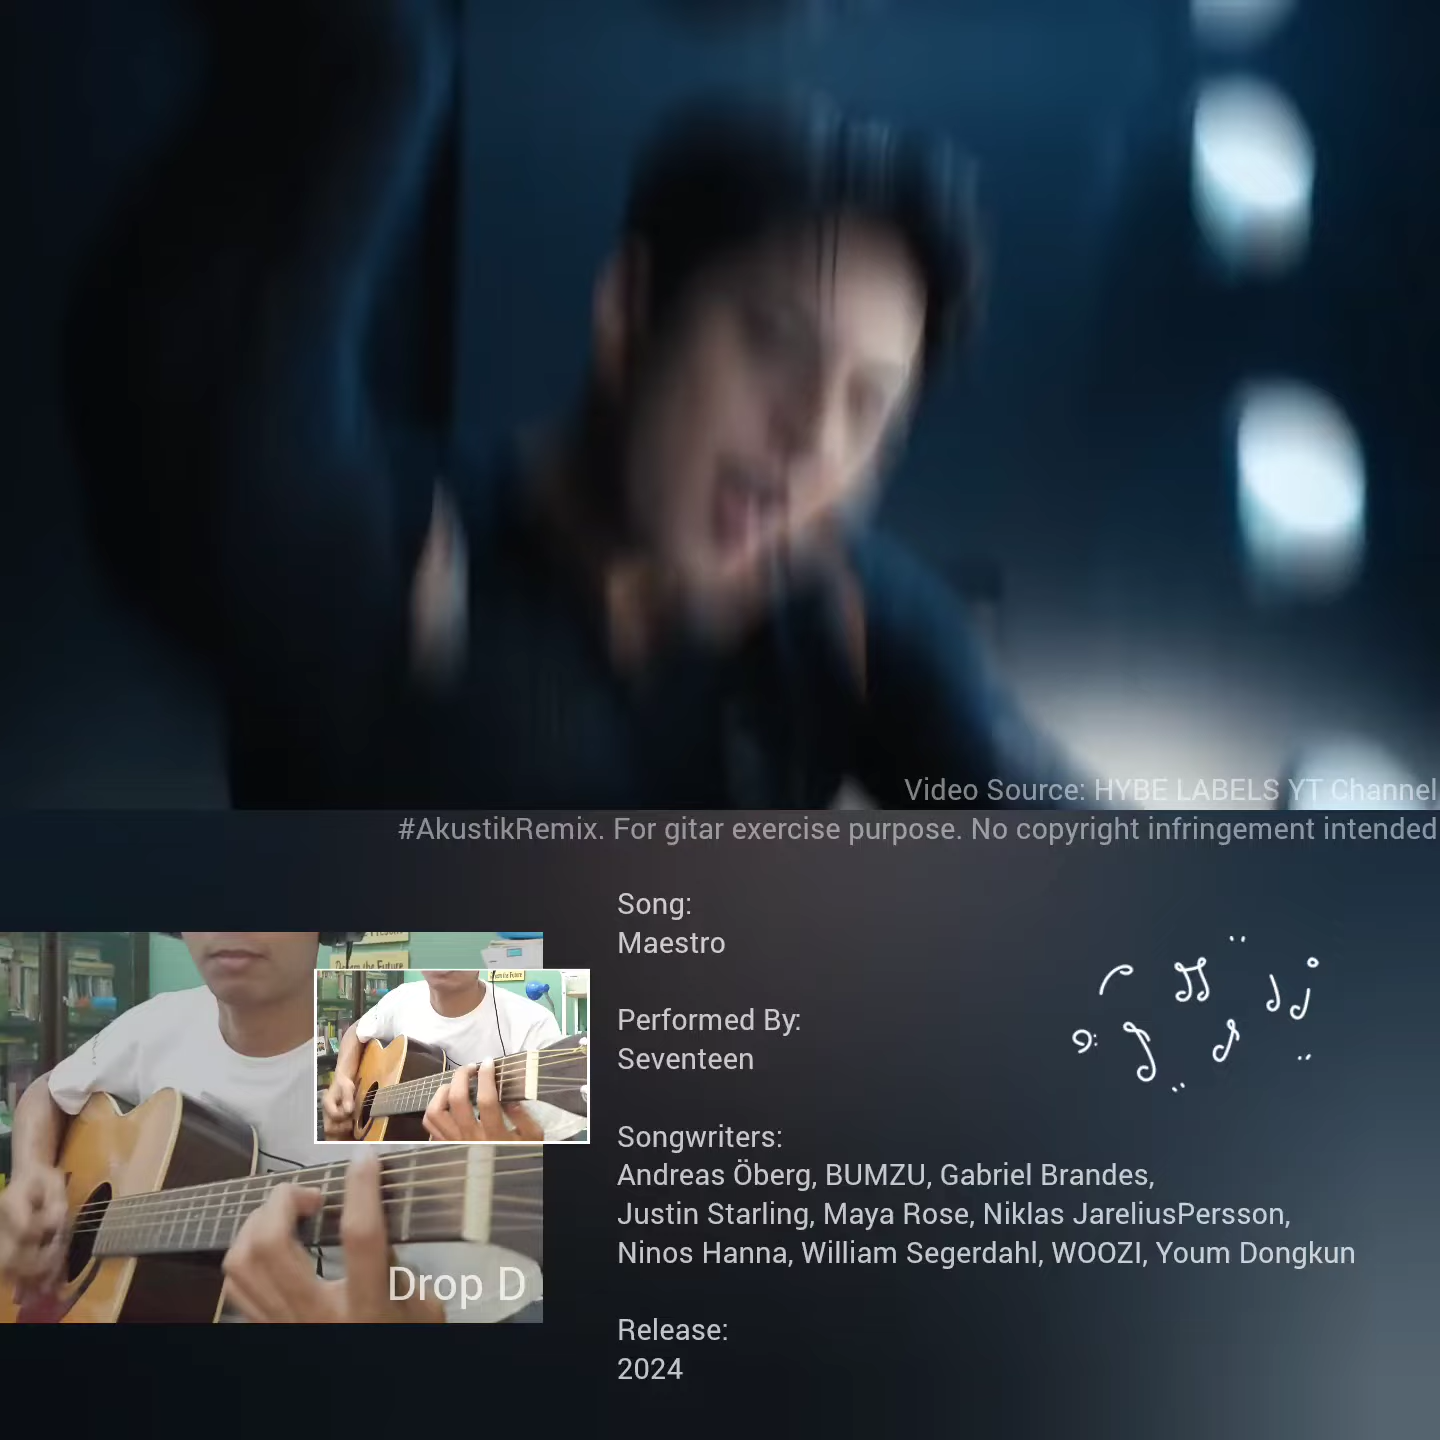 Video Source: HYBE LABELS YT Channel
#AkustikRemix. For gitar exercise purpose. No copyright infringement intended
Song:
Maestro
Performed By:
Seventeen
Songwriters:
Andreas Öberg, BUMZU, Gabriel Brandes,
Justin Starling, Maya Rose, Niklas JareliusPersson,
Ninos Hanna, William Segerdahl, WOOZI, Youm Dongkun
Release:
2024
Drop D